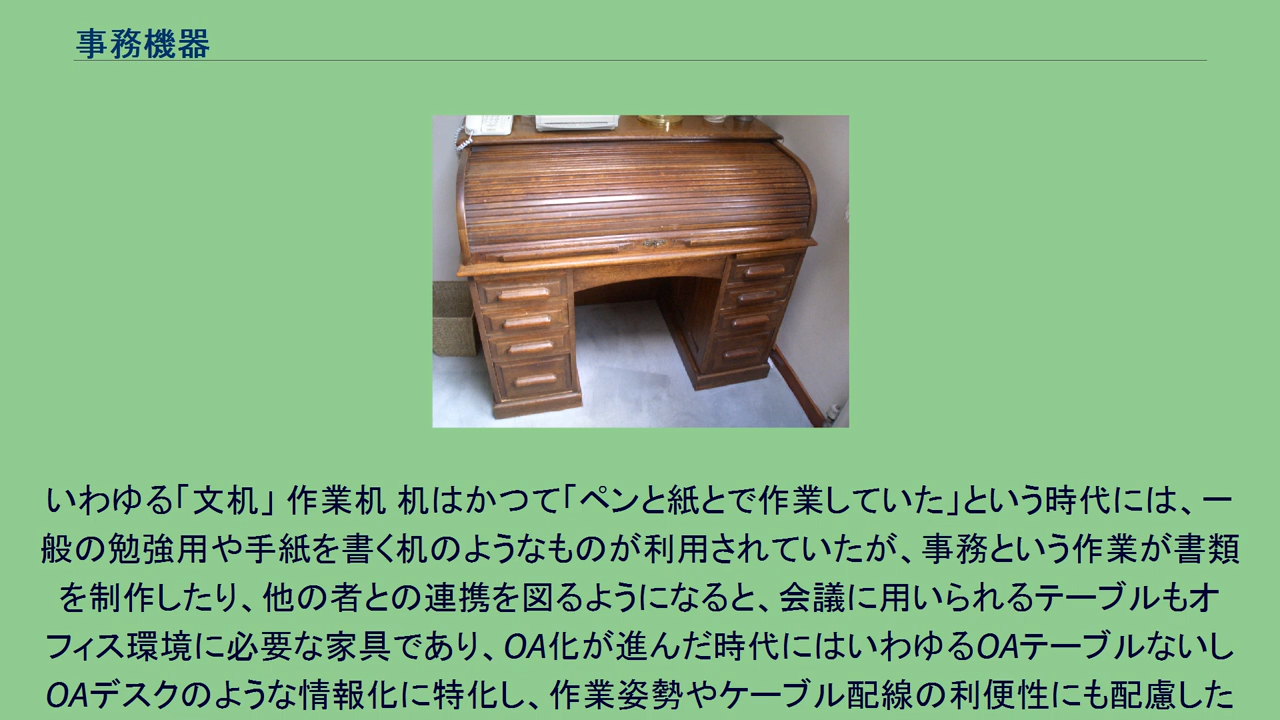 事務機器
いわゆる「文机」 作業机 机はかつて「ペンと紙とで作業していた」という時代には、一
般の勉強用や手紙を書く机のようなものが利用されていたが、事務という作業が書類
を制作したり、他の者との連携を図るようになると、会議に用いられるテーブルもオ
フィス環境に必要な家具であり、OA化が進んだ時代にはいわゆるOAテーブルないし
OAデスクのような情報化に特化し、作業姿勢やケーブル配線の利便性にも配慮した